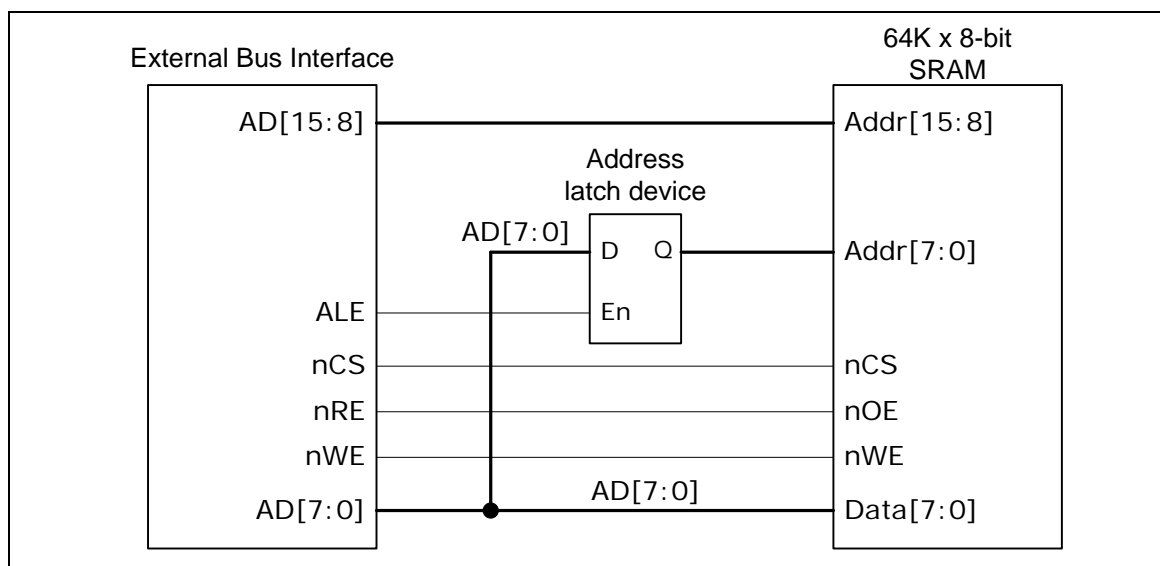 External Bus Interface
64K x 8-bit
SRAM
AD[15:8]
Addr[15:8]
Address
latch device
AD[7:0]
D
Q
Addr[7:0]
ALE
En
nCS
nCS
nRE
nOE
nWE
nWE
AD[7:0]
AD[7:0]
Data[7:0]